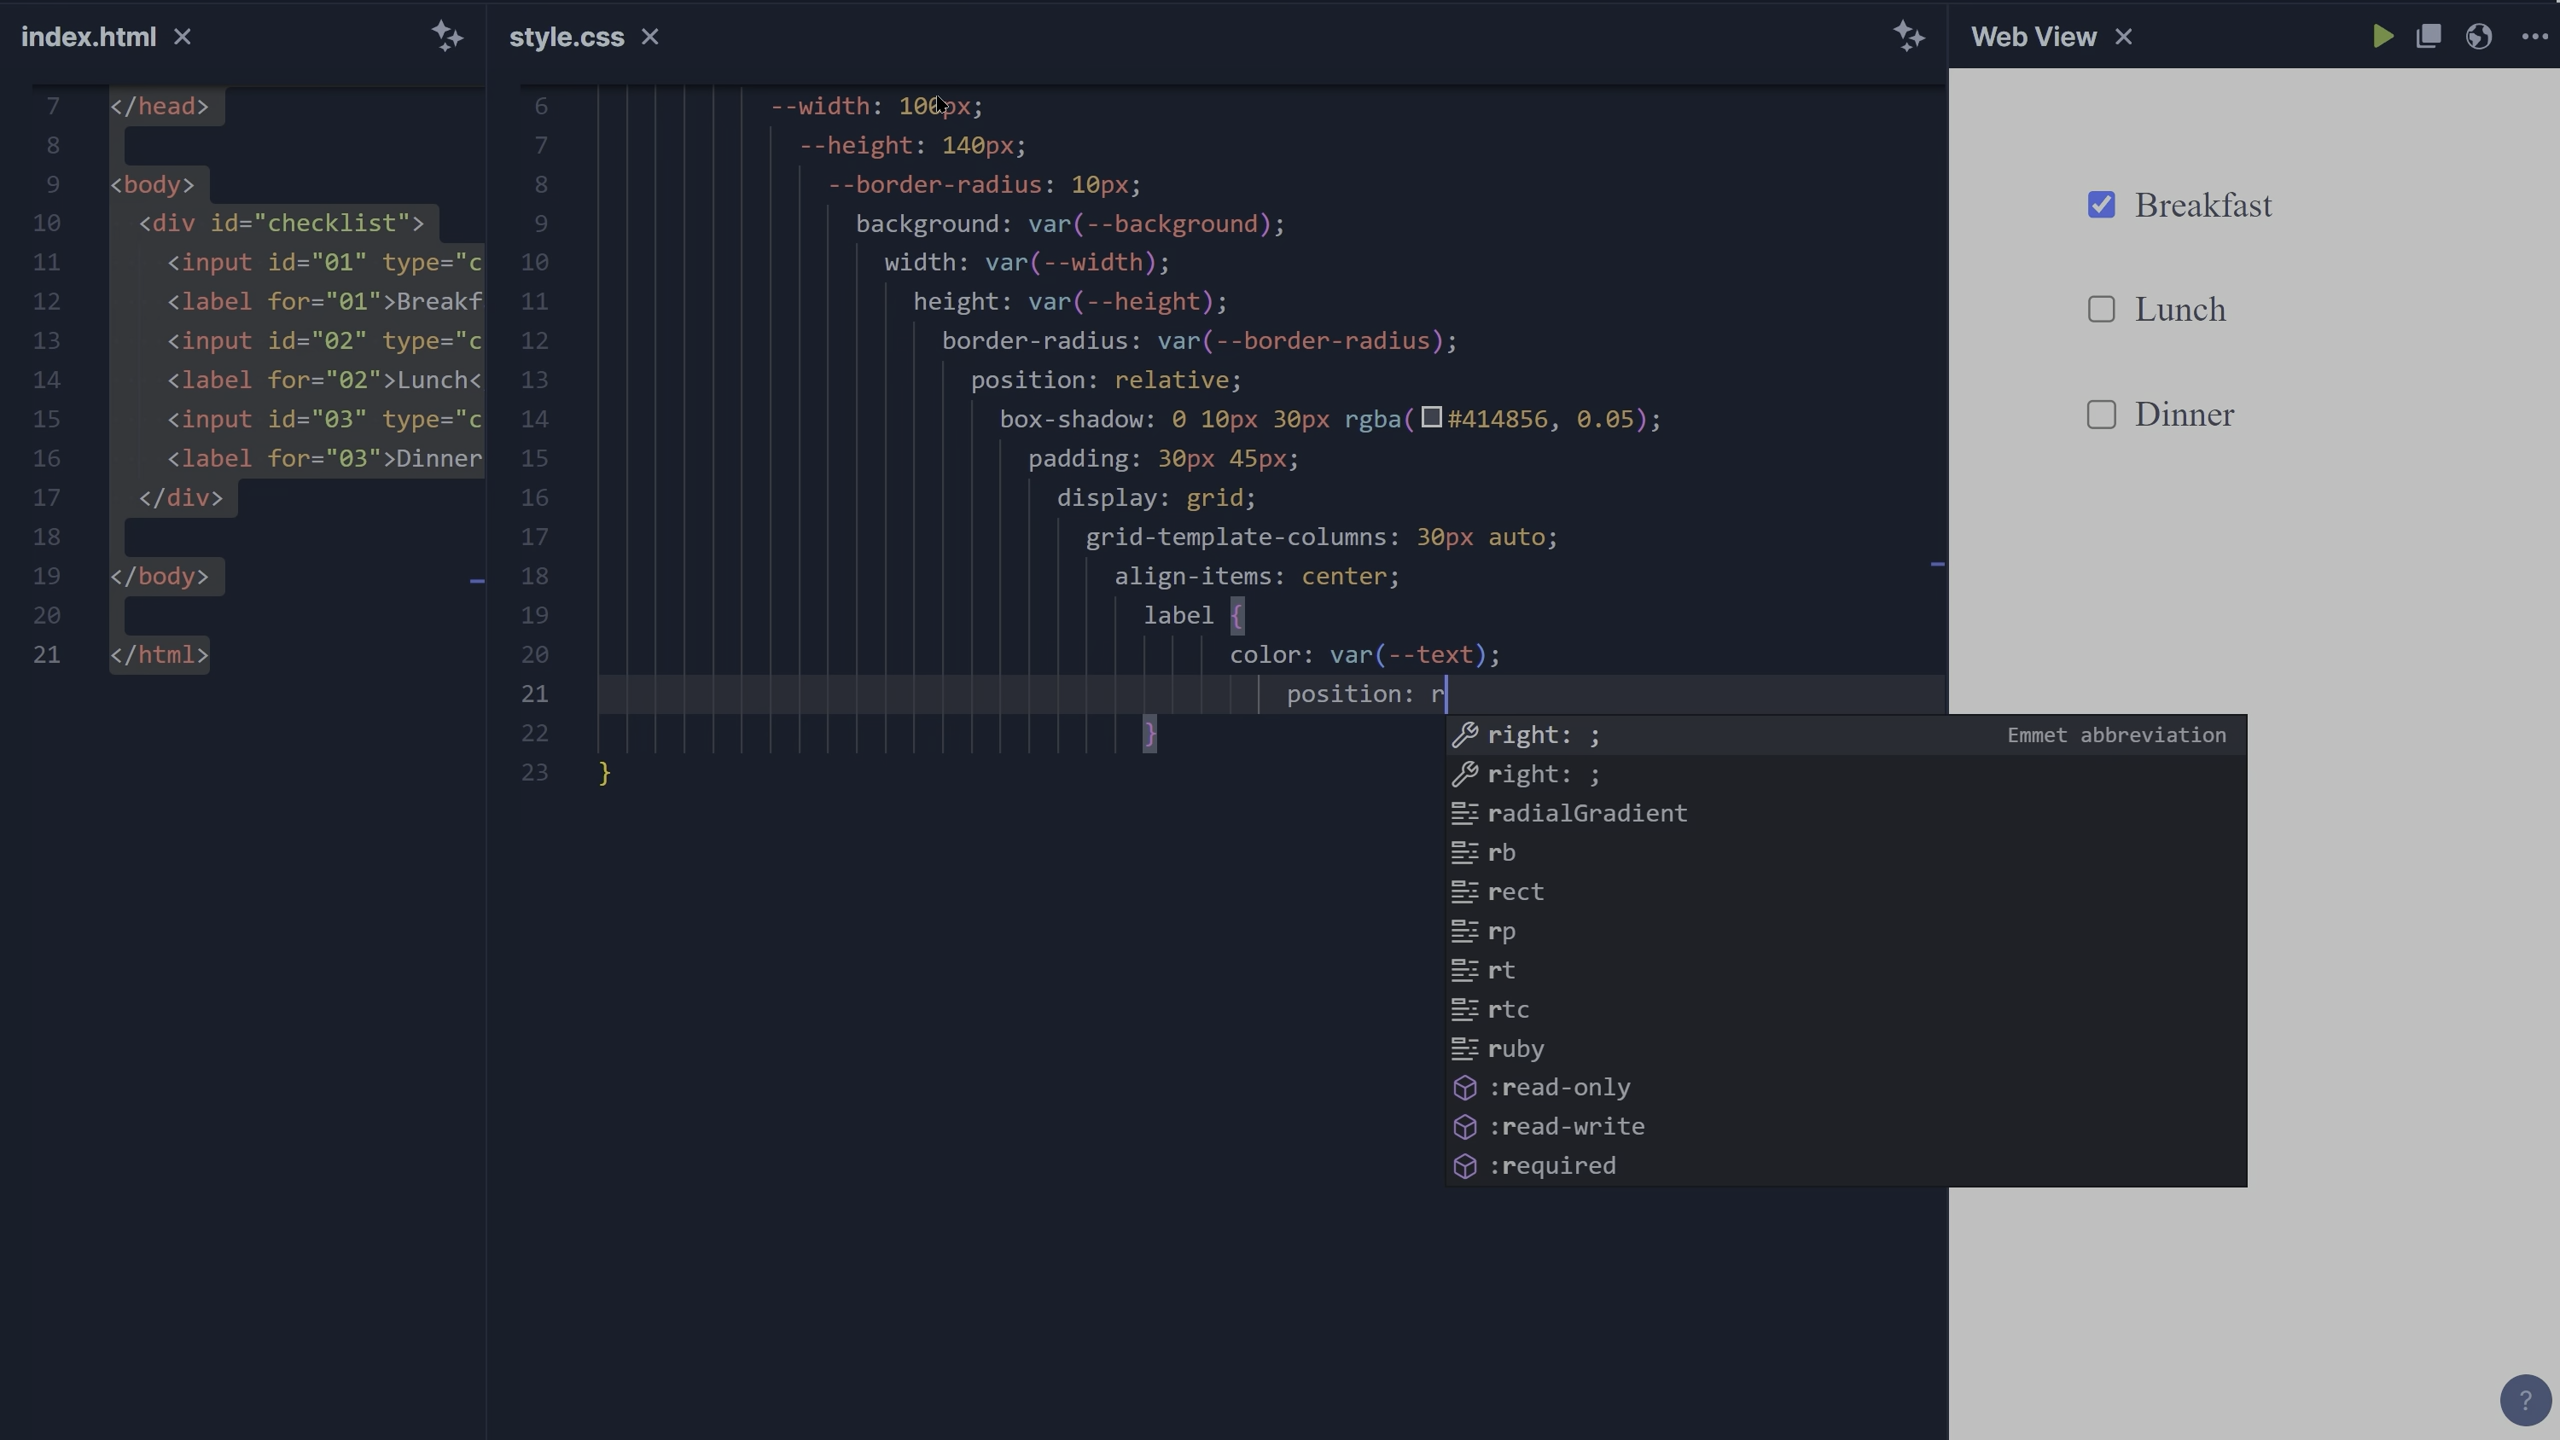 index.html
7 </head>
8
9 <body>
10 <div id="checklist">
11 <input id="01" type="c
12 <label for="01">Breakf
13 <input id="02" type="c
14 <label for="02">Lunch<
15 <input id="03" type="c
16 <label for="03">Dinner
17 </div>
18
19 </body>
20
21 </html>
style.css
6 --width: 100px;
7 --height: 140px;
8 --border-radius: 10px;
9 background: var(--background);
10 width: var(--width);
11 height: var(--height);
12 border-radius: var(--border-radius);
13 position: relative;
14 box-shadow: 0 10px 30px rgba(#414856, 0.05);
15 padding: 30px 45px;
16 display: grid;
17 grid-template-columns: 30px auto;
18 align-items: center;
19 label {
20 color: var(--text);
21 position: r
22 }
23 }
right: ; Emmet abbreviation
right: ;
radialGradient
rb
rect
rp
rt
rtc
ruby
:read-only
:read-write
:required
Web View
Breakfast
Lunch
Dinner
?